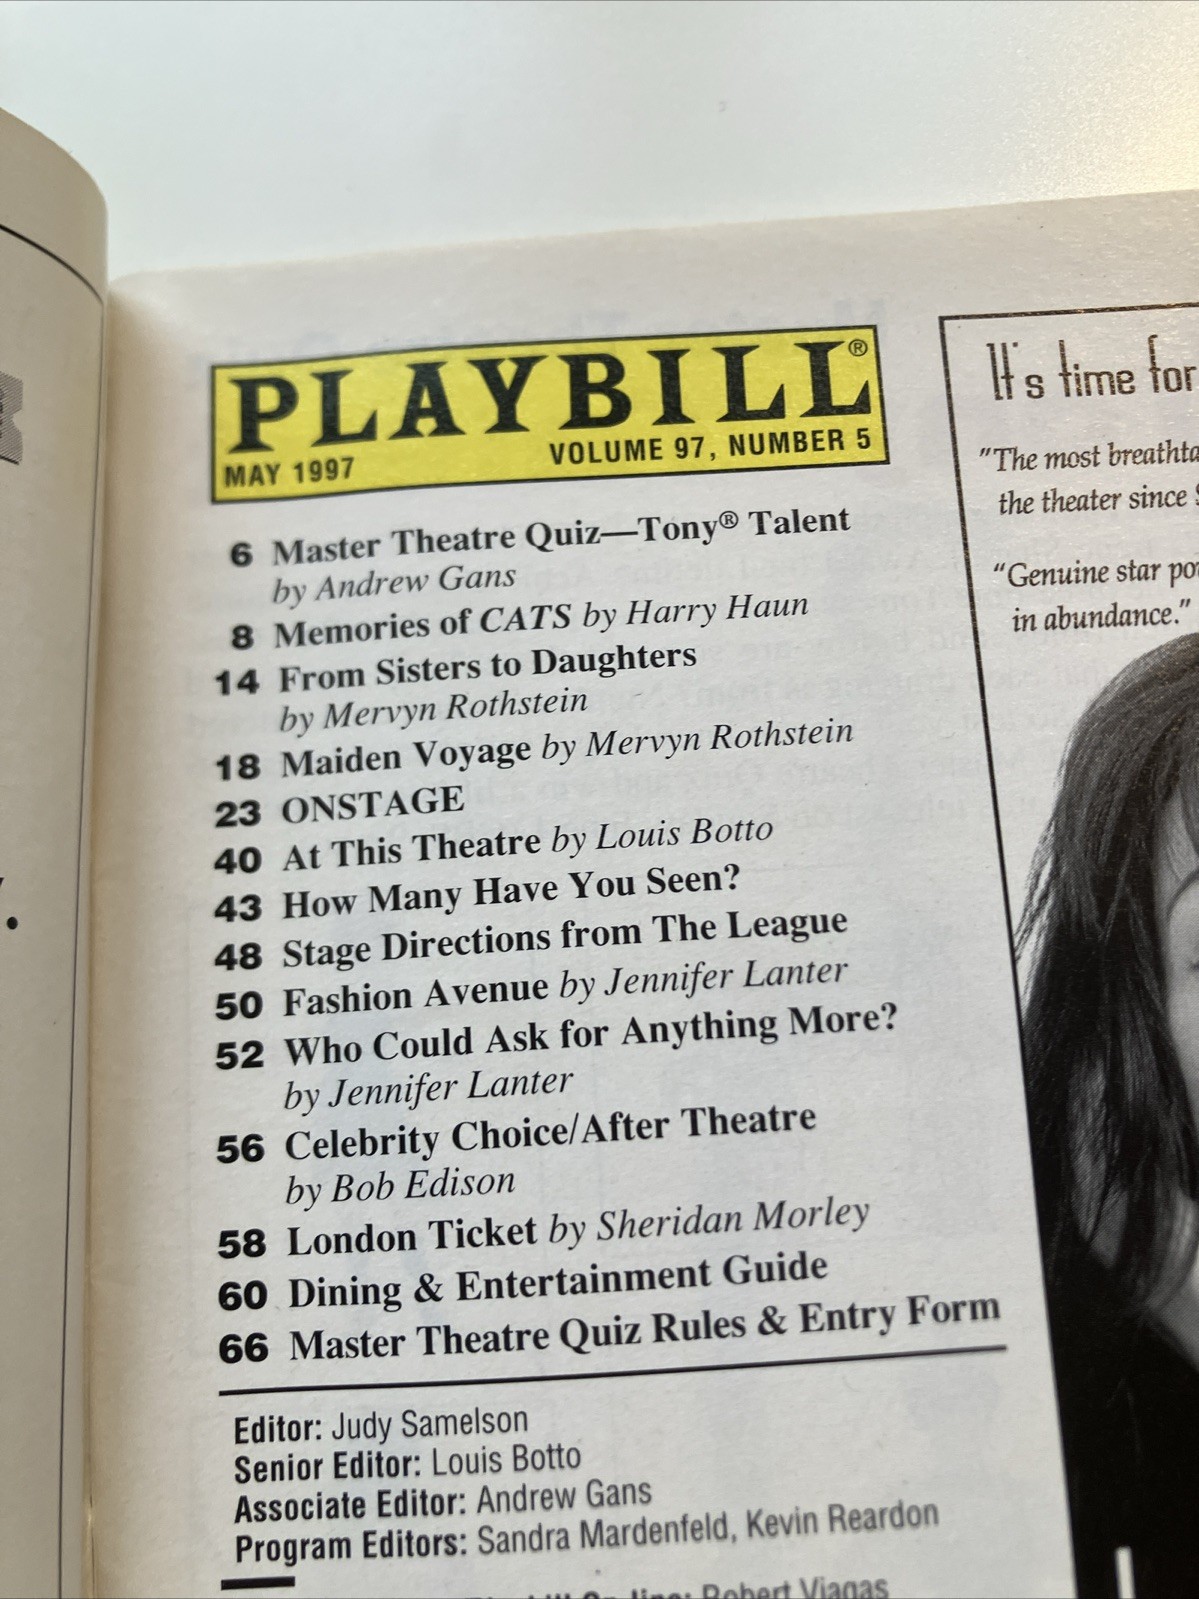 PLAYBILL®
MAY 1997 VOLUME 97, NUMBER 5
6 Master Theatre Quiz—Tony® Talent
by Andrew Gans
8 Memories of CATS by Harry Haun
14 From Sisters to Daughters
by Mervyn Rothstein
18 Maiden Voyage by Mervyn Rothstein
23 ONSTAGE
40 At This Theatre by Louis Botto
43 How Many Have You Seen?
48 Stage Directions from The League
50 Fashion Avenue by Jennifer Lanter
52 Who Could Ask for Anything More?
by Jennifer Lanter
56 Celebrity Choice/After Theatre
by Bob Edison
58 London Ticket by Sheridan Morley
60 Dining & Entertainment Guide
66 Master Theatre Quiz Rules & Entry Form
Editor: Judy Samelson
Senior Editor: Louis Botto
Associate Editor: Andrew Gans
Program Editors: Sandra Mardenfeld, Kevin Reardon
Robert Viagas
It's time for
"The most
the theater since
"Genuine star
in abundance."